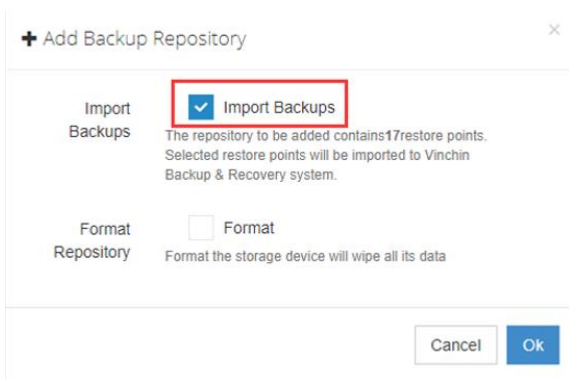 + Add Backup Repository
×
Import Backups
Import Backups
The repository to be added contains17restore points.
Selected restore points will be imported to Vinchin
Backup & Recovery system.
Format Repository
Format
Format the storage device will wipe all its data
Cancel
Ok